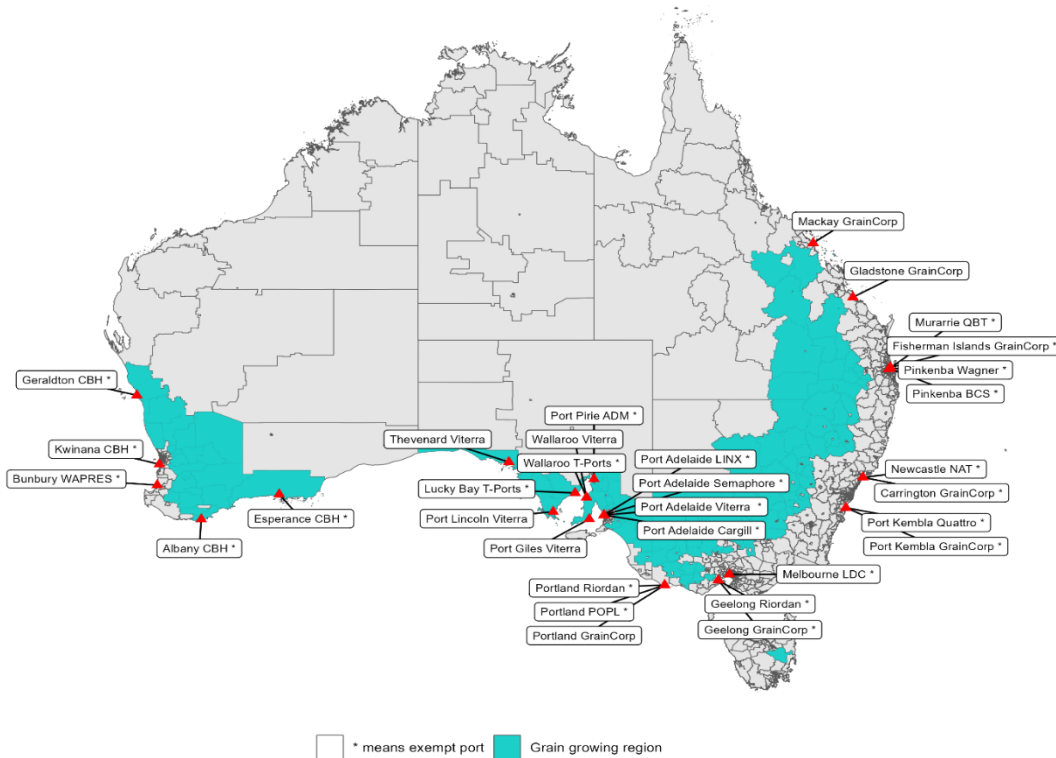 Mackay GrainCorp
Gladstone GrainCorp
Murarrie QBT *
Fisherman Islands GrainCorp *
Pinkenba Wagner *
Pinkenba BCS *
Geraldton CBH *
Kwinana CBH *
Bunbury WAPRES *
Albany CBH *
Esperance CBH *
Thevenard Viterra
Port Pirie ADM *
Wallaroo Viterra
Wallaroo T-Ports *
Lucky Bay T-Ports *
Port Lincoln Viterra
Port Giles Viterra
Port Adelaide LINX *
Port Adelaide Semaphore *
Port Adelaide Viterra *
Port Adelaide Cargill *
Newcastle NAT *
Carrington GrainCorp *
Port Kembla Quattro *
Port Kembla GrainCorp *
Melbourne LDC *
Portland Riordan *
Portland POPL *
Portland GrainCorp
Geelong Riordan *
Geelong GrainCorp *
* means exempt port
Grain growing region